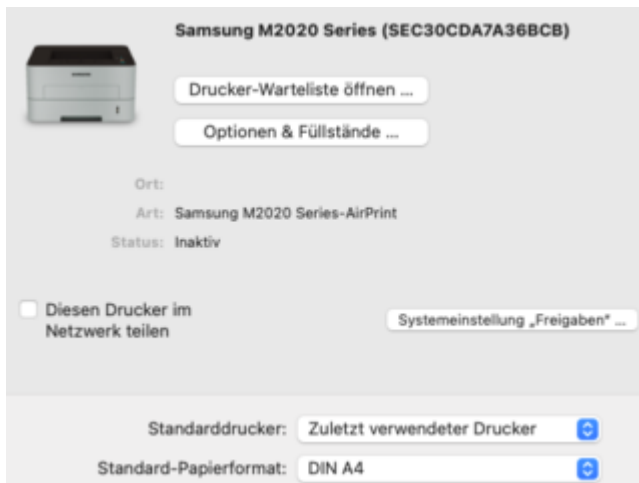 Samsung M2020 Series (SEC30CDA7A36BCB)
Drucker-Warteliste öffnen ...
Optionen & Füllstände ...
Ort:
Art: Samsung M2020 Series-AirPrint
Status: Inaktiv
Diesen Drucker im
Netzwerk teilen
Systemeinstellung „Freigaben“ ...
Standarddrucker: Zuletzt verwendeter Drucker
Standard-Papierformat: DIN A4